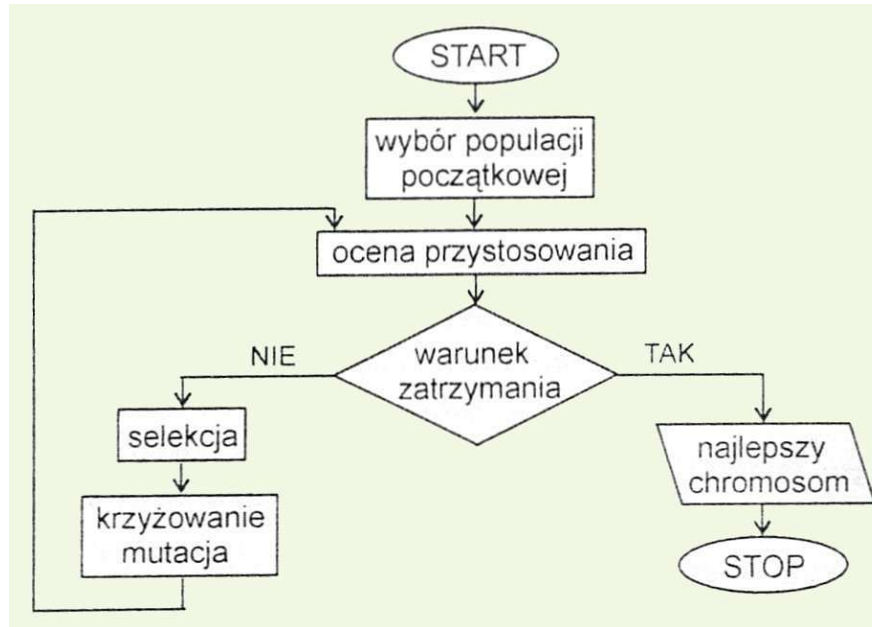 START
wybór populacji
początkowej
ocena przystosowania
warunek
zatrzymania
NIE
TAK
selekcja
krzyżowanie
mutacja
najlepszy
chromosom
STOP